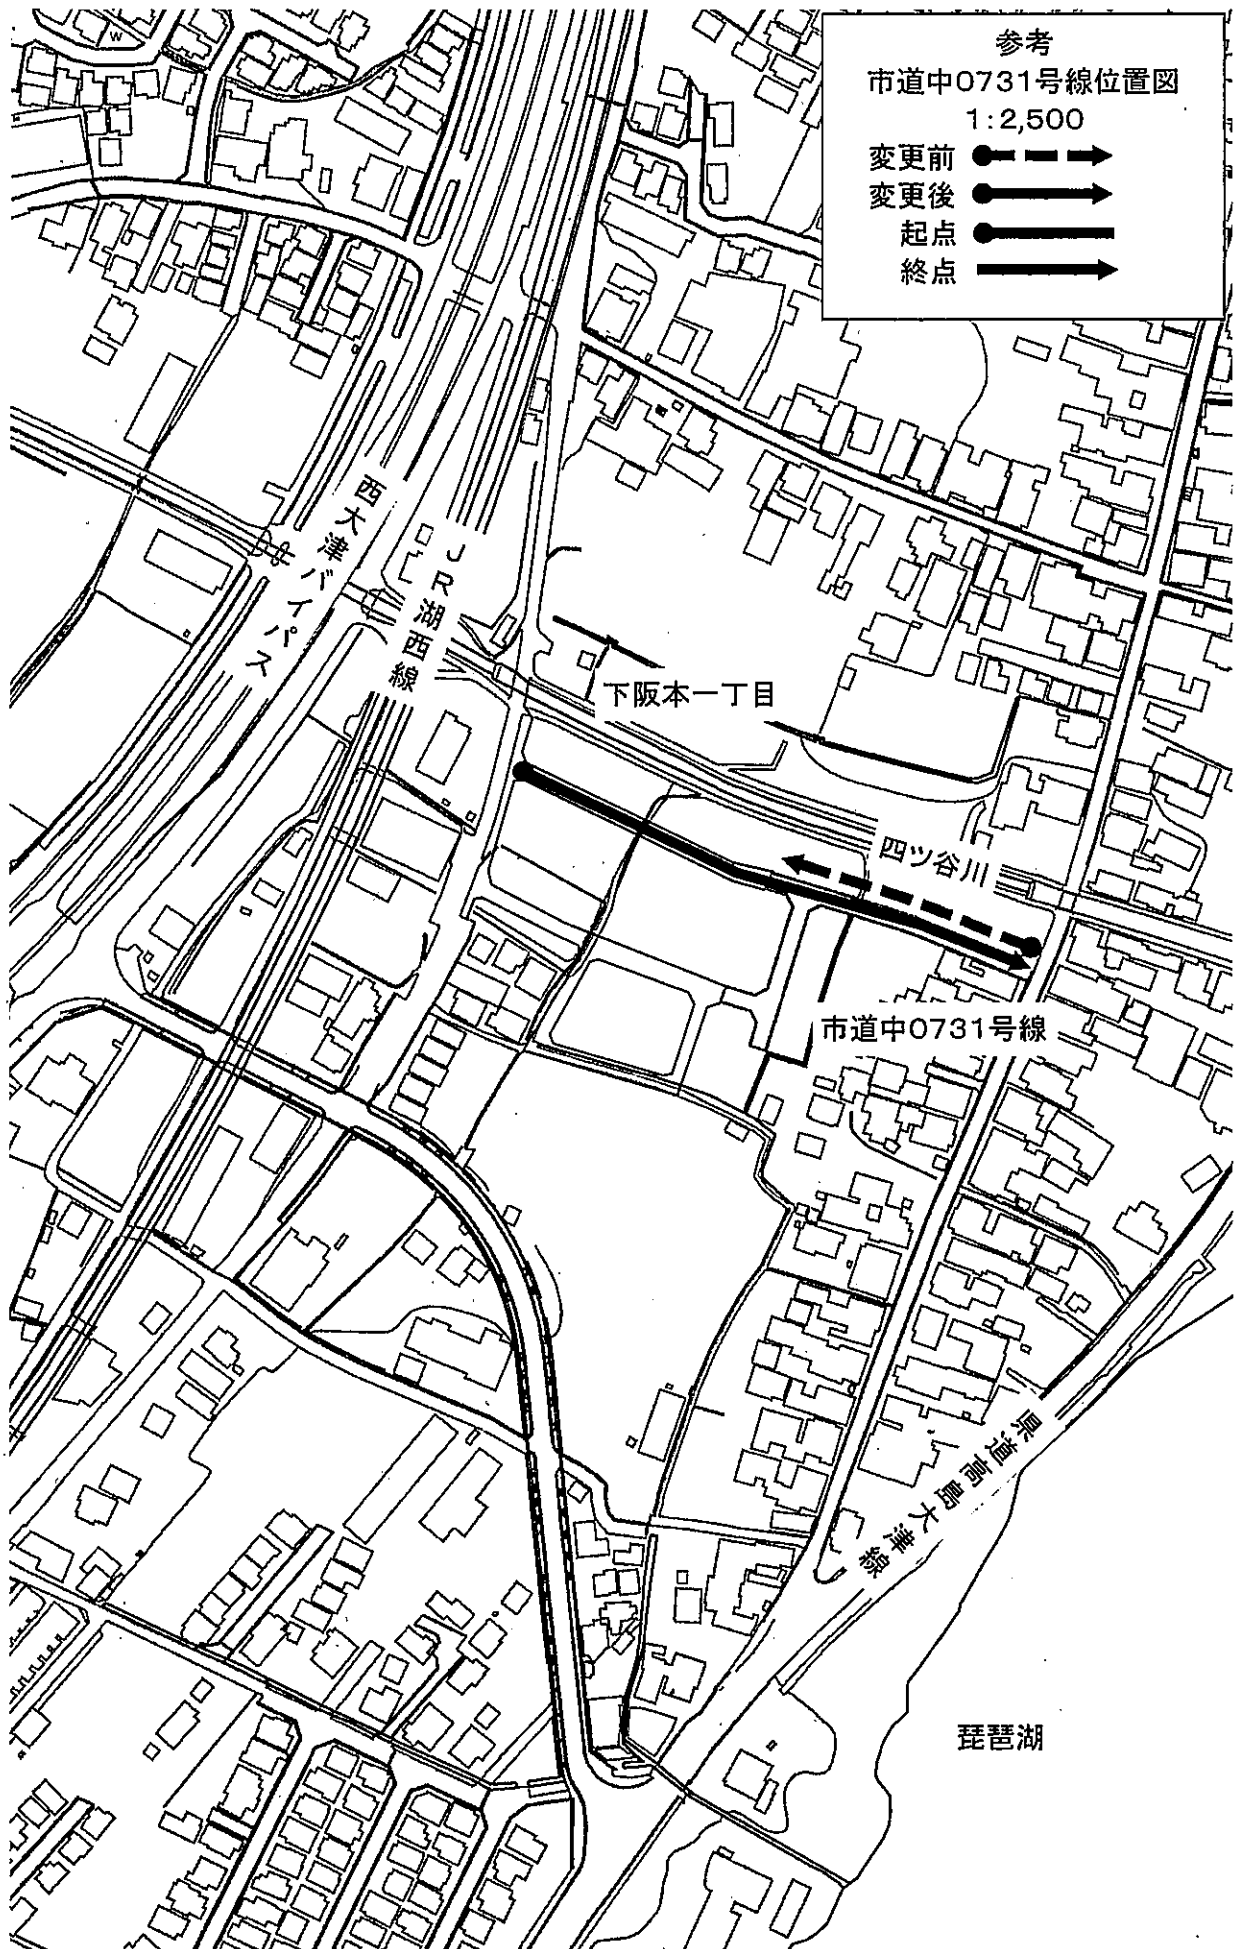 参考
市道中0731号線位置図
1:2,500
変更前
変更後
起点
終点
W
西大津バイパス
JR湖西線
下阪本一丁目
四ツ谷川
市道中0731号線
県道高島大津線
琵琶湖